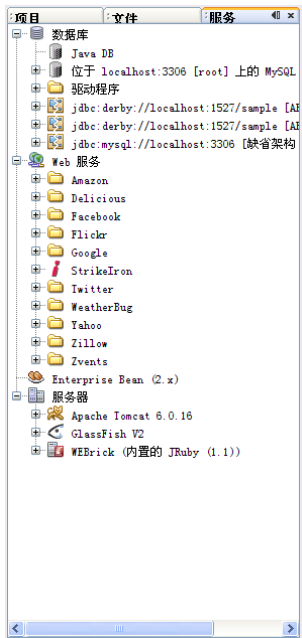 项目 文件 服务
数据库
Java DB
位于 localhost:3306 [root] 上的 MySQL
驱动程序
jdbc:derby://localhost:1527/sample
jdbc:derby://localhost:1527/sample
jdbc:mysql://localhost:3306 [缺省架构
Web 服务
Amazon
Delicious
Facebook
Flickr
Google
StrikeIron
Twitter
WeatherBug
Yahoo
Zillow
Zvents
Enterprise Bean (2.x)
服务器
Apache Tomcat 6.0.16
GlassFish V2
WEBrick (内置的 JRuby (1.1))